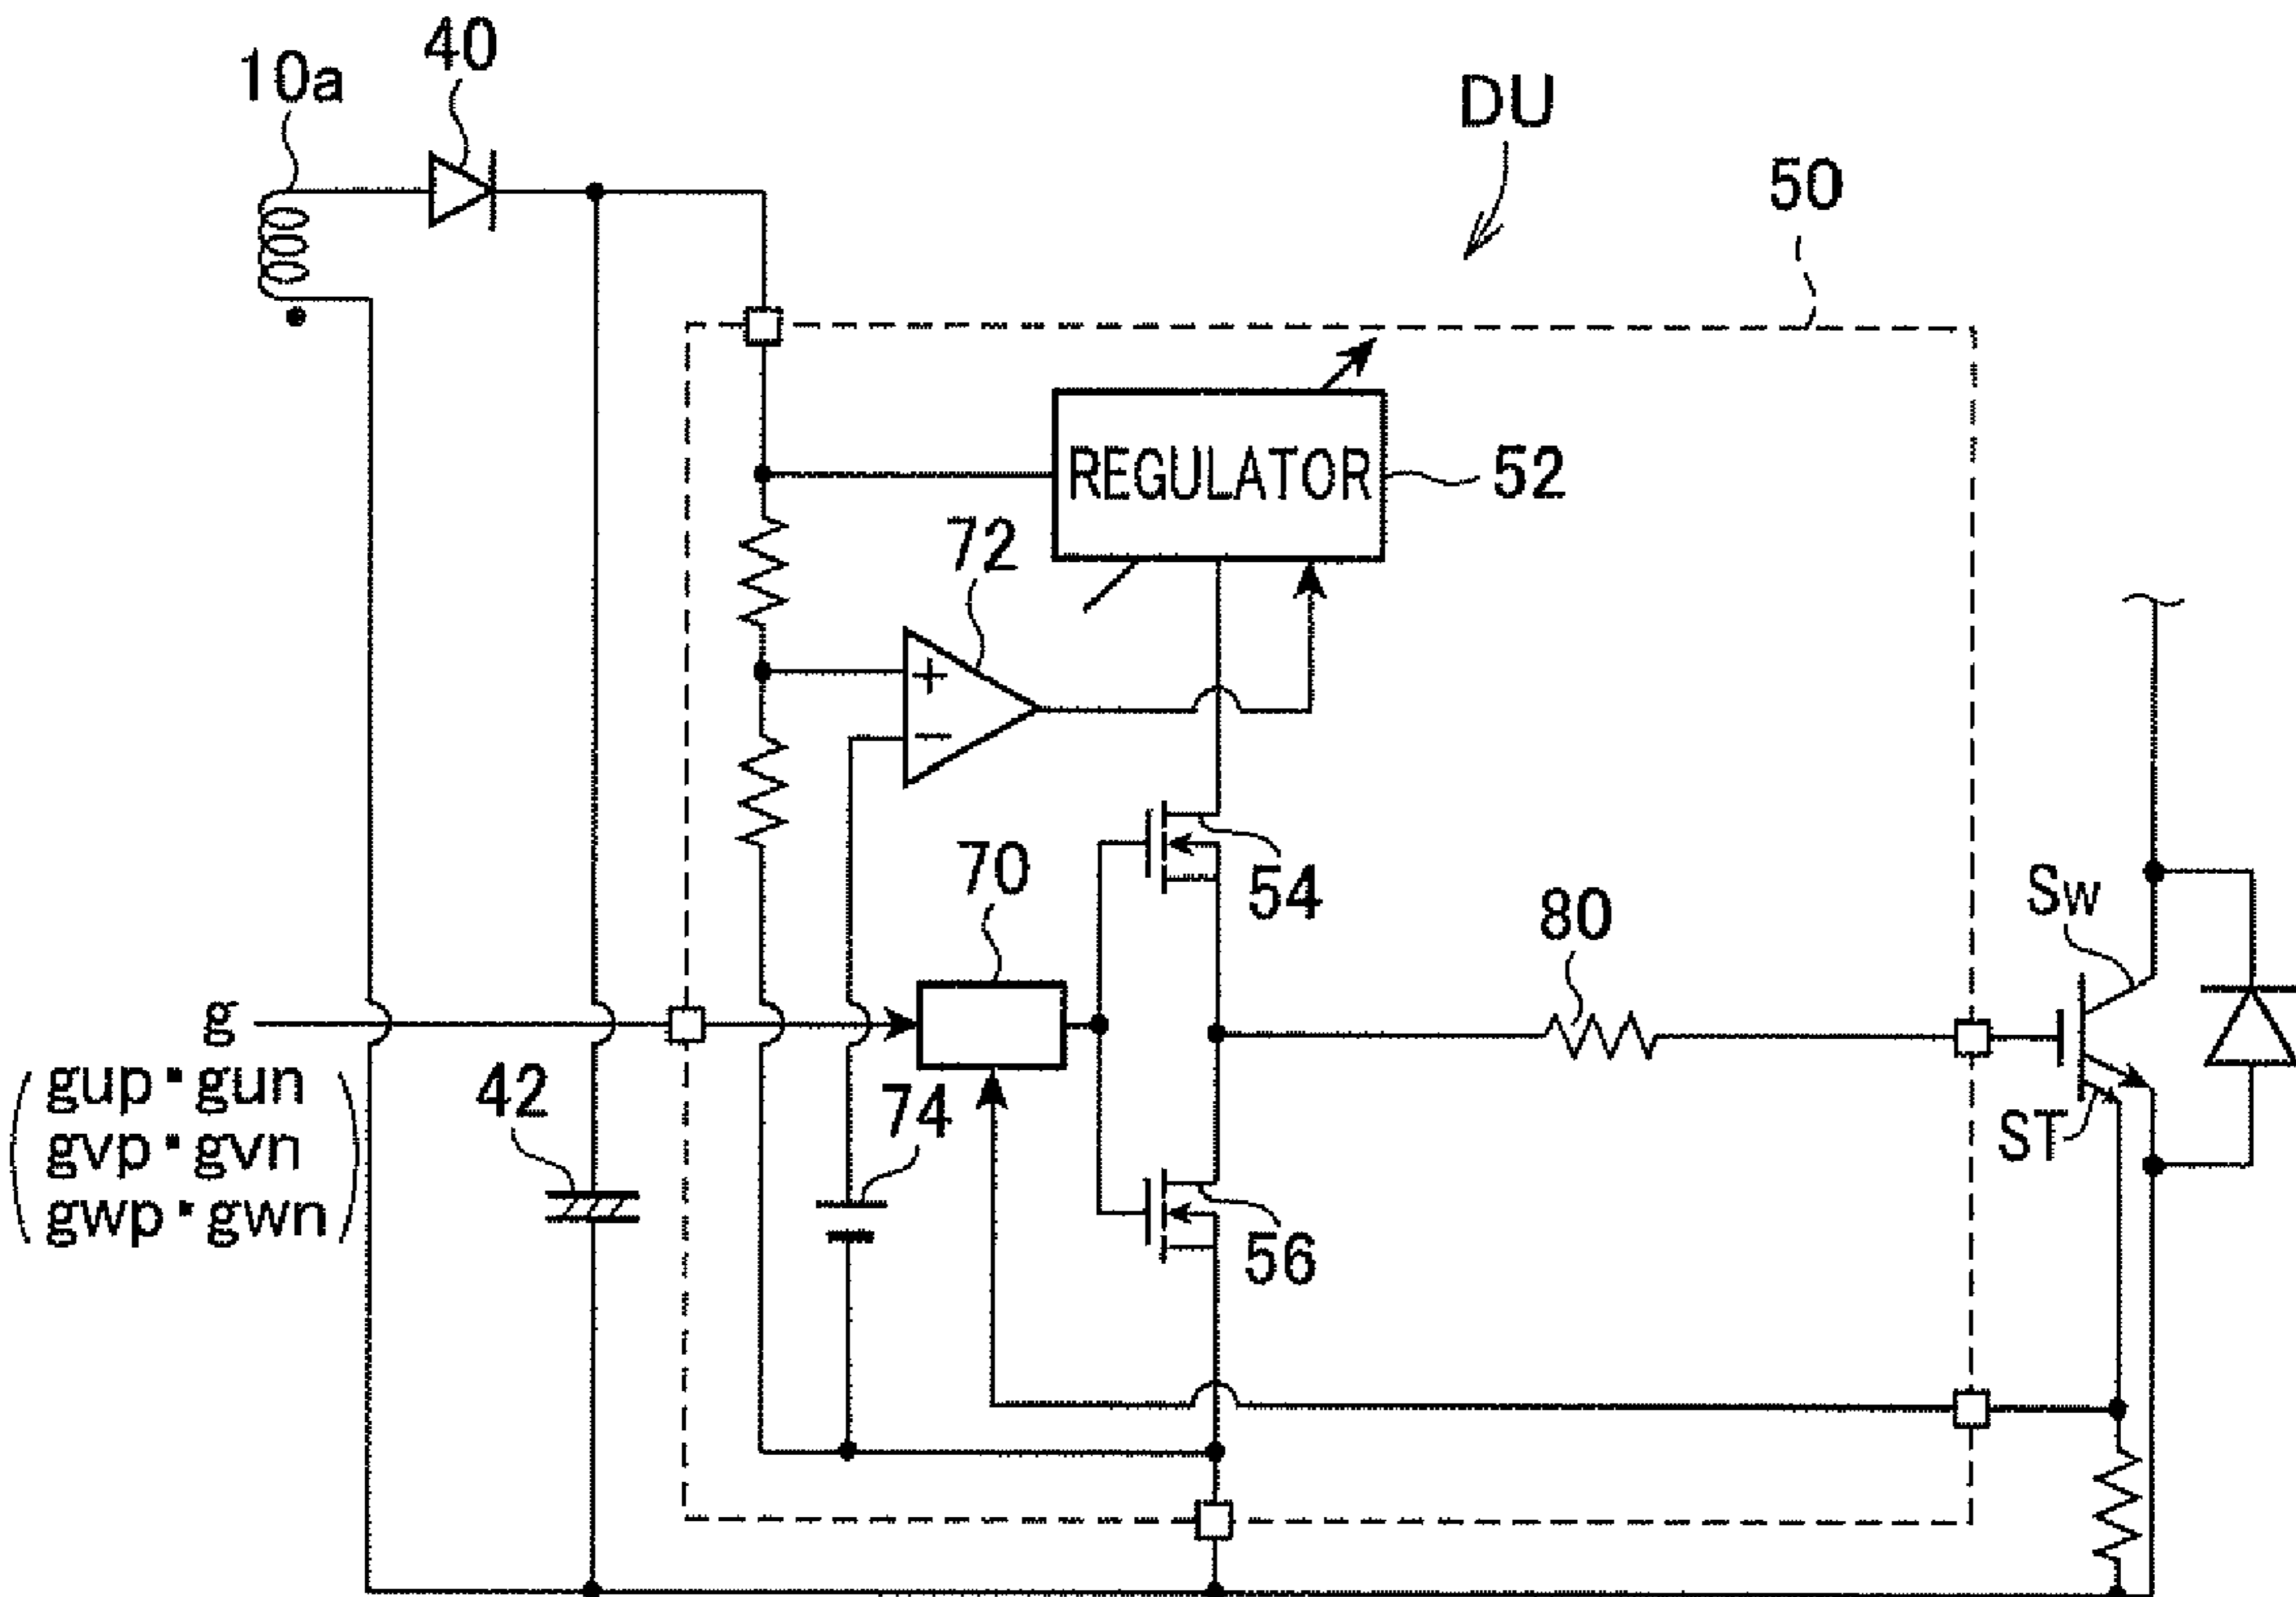 40
10a
DU
50
REGULATOR
52
72
+
−
54
70
80
Sw
g
gup・gun
gvp・gvn
gwp・gwn
42
74
ST
56